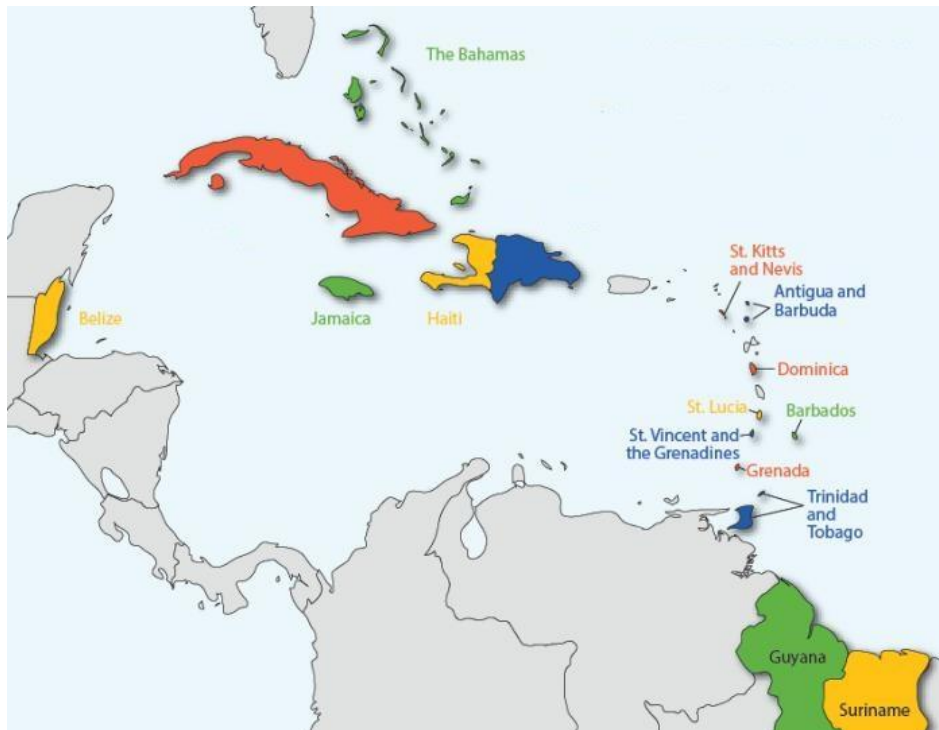 The Bahamas
St. Kitts
and Nevis
Antigua and
Barbuda
Belize
Jamaica
Haiti
Dominica
St. Lucia
Barbados
St. Vincent and
the Grenadines
Grenada
Trinidad
and
Tobago
Guyana
Suriname